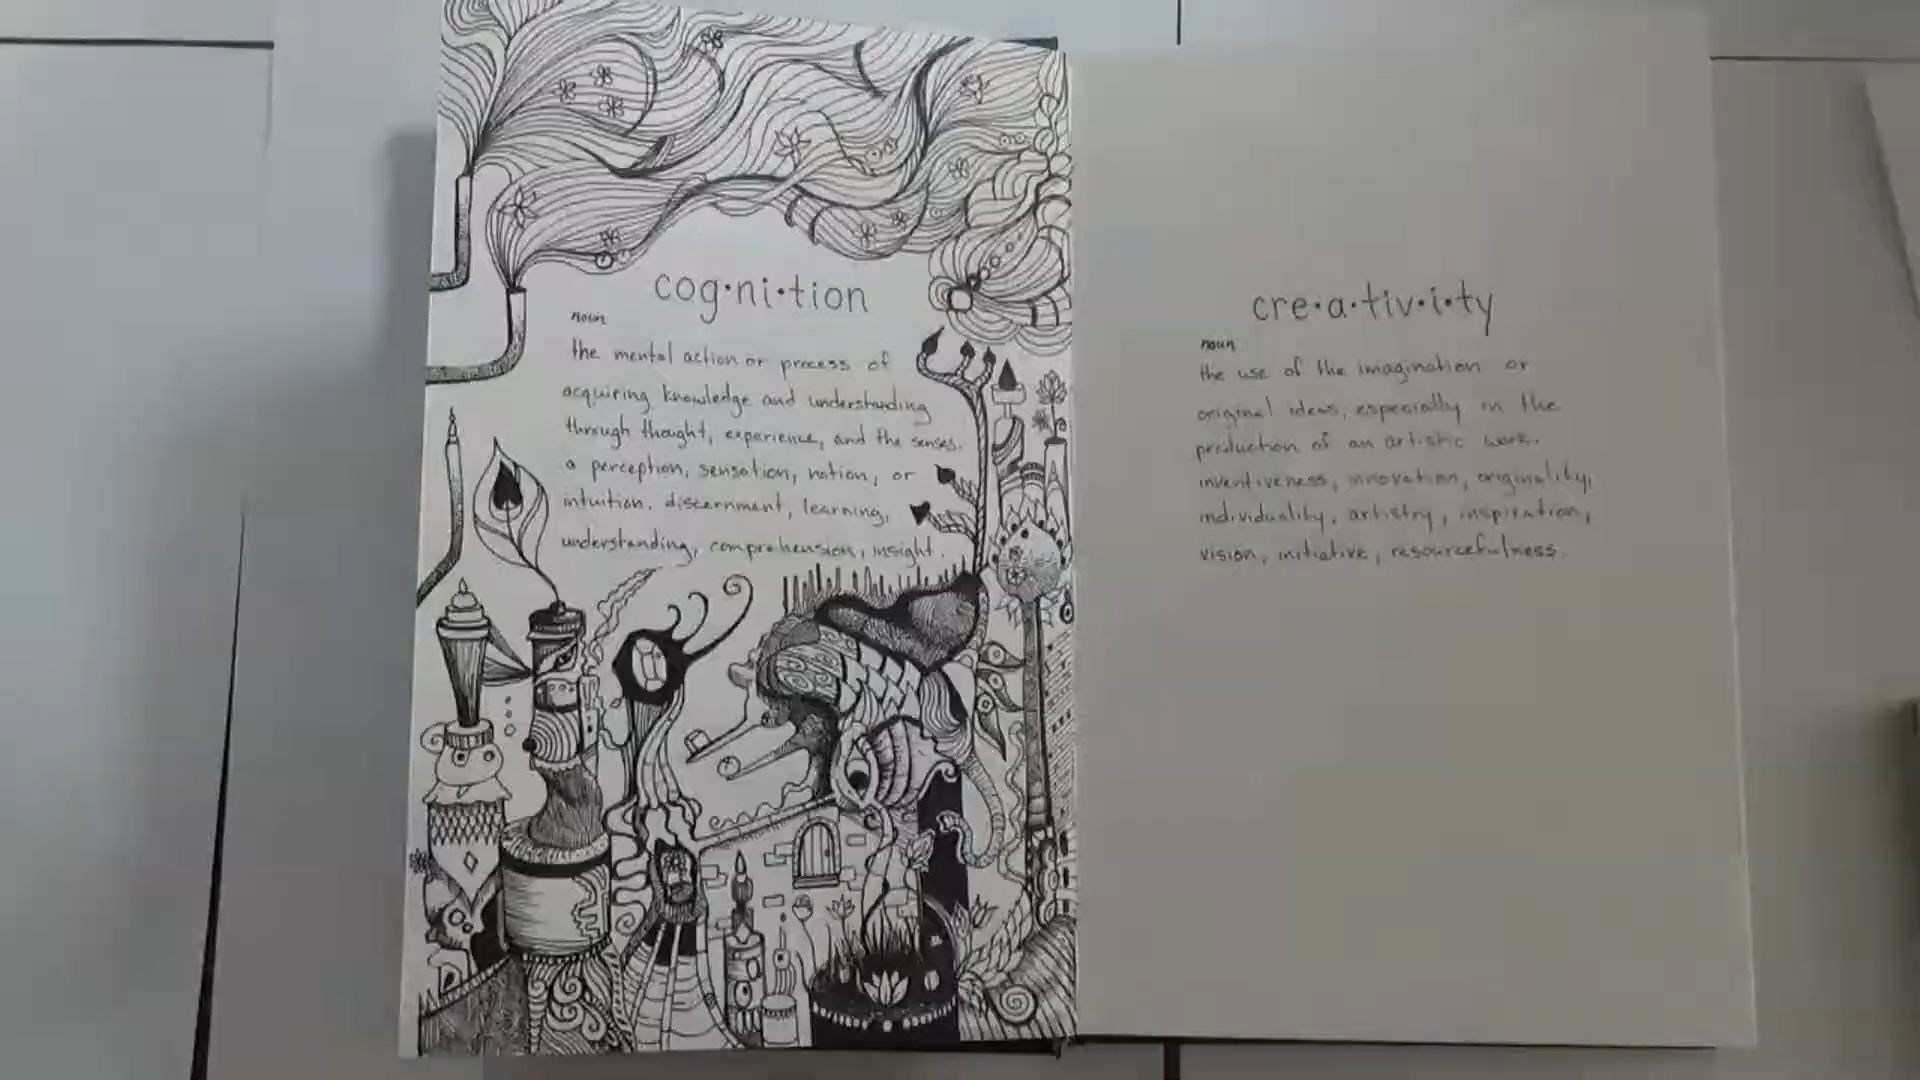 cog•ni•tion
noun
the mental action or process of
acquiring knowledge and understanding
through thought, experience, and the senses.
a perception, sensation, notion, or
intuition. discernment, learning,
understanding, comprehension, insight.
cre•a•tiv•i•ty
noun
the use of the imagination or
original ideas, especially in the
production of an artistic work.
inventiveness, innovation, originality,
individuality, artistry, inspiration,
vision, initiative, resourcefulness.